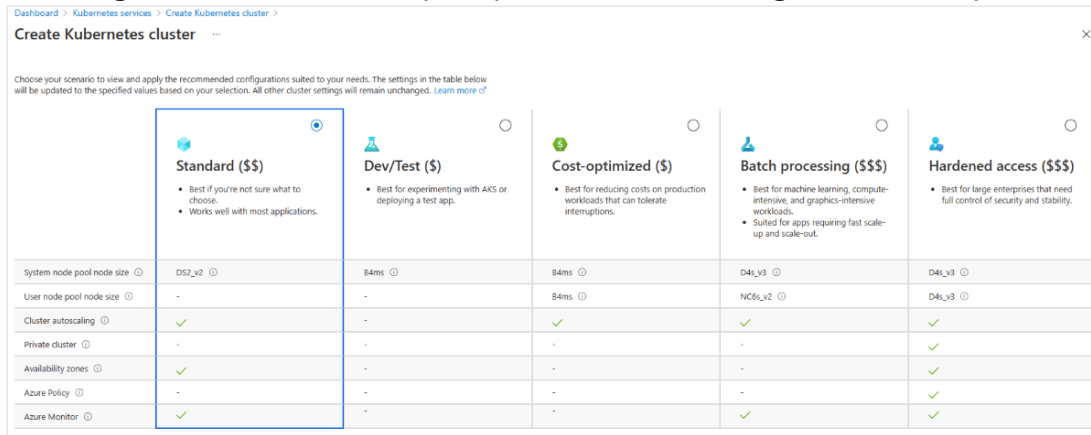 Dashboard > Kubernetes services > Create Kubernetes cluster >
Create Kubernetes cluster ...
Choose your scenario to view and apply the recommended configurations suited to your needs. The settings in the table below
will be updated to the specified values based on your selection. All other cluster settings will remain unchanged. Learn more
Standard ($$)
• Best if you're not sure what to
choose.
• Works well with most applications.
Dev/Test ($)
• Best for experimenting with AKS or
deploying a test app.
Cost-optimized ($)
• Best for reducing costs on production
workloads that can tolerate
interruptions.
Batch processing ($$$)
• Best for machine learning, compute-
intensive, and graphics-intensive
workloads.
• Suited for apps requiring fast scale-
up and scale-out.
Hardened access ($$$)
• Best for large enterprises that need
full control of security and stability.
System node pool node size DS2_v2 B4ms B4ms D4s_v3 D4s_v3
User node pool node size - - B4ms NC6s_v2 D4s_v3
Cluster autoscaling ✓ - ✓ ✓ ✓
Private cluster - - - - ✓
Availability zones ✓ - - - ✓
Azure Policy - - - - ✓
Azure Monitor ✓ - - ✓ ✓